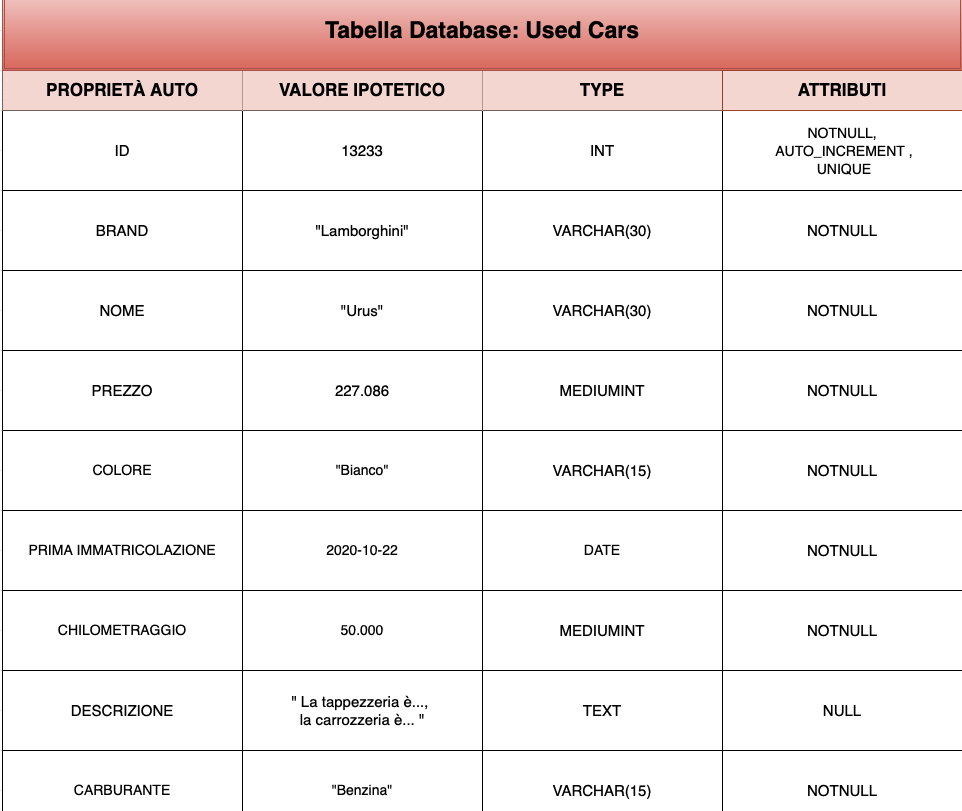 Tabella Database: Used Cars
PROPRIETÀ AUTO VALORE IPOTETICO TYPE ATTRIBUTI
ID 13233 INT NOTNULL,
AUTO_INCREMENT ,
UNIQUE
BRAND "Lamborghini" VARCHAR(30) NOTNULL
NOME "Urus" VARCHAR(30) NOTNULL
PREZZO 227.086 MEDIUMINT NOTNULL
COLORE "Bianco" VARCHAR(15) NOTNULL
PRIMA IMMATRICOLAZIONE 2020-10-22 DATE NOTNULL
CHILOMETRAGGIO 50.000 MEDIUMINT NOTNULL
DESCRIZIONE " La tappezzeria è...,
la carrozzeria è... " TEXT NULL
CARBURANTE "Benzina" VARCHAR(15) NOTNULL